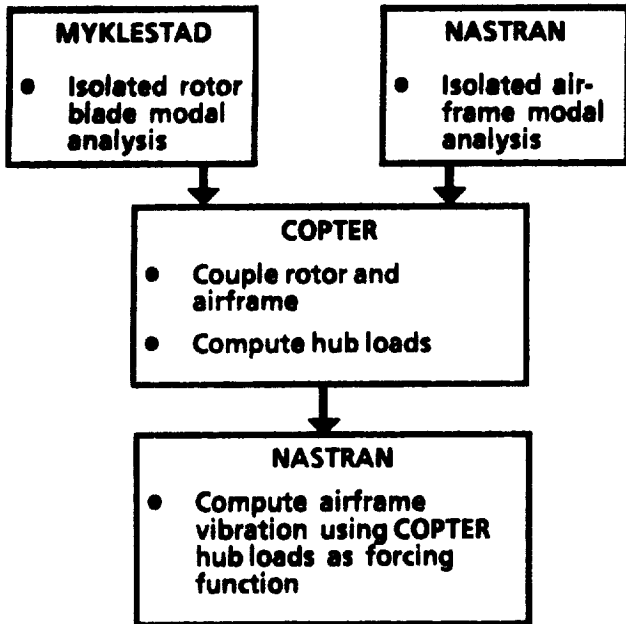 MYKLESTAD
● Isolated rotor
blade modal
analysis
NASTRAN
● Isolated air-
frame modal
analysis
COPTER
● Couple rotor and
airframe
● Compute hub loads
NASTRAN
● Compute airframe
vibration using COPTER
hub loads as forcing
function